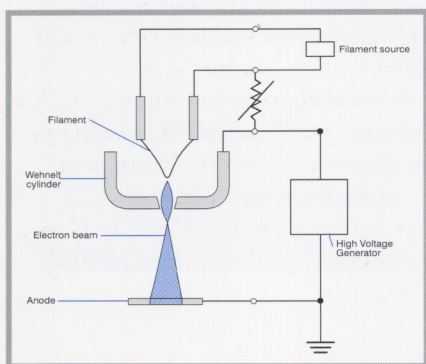 Filament source
Filament
Wehnelt
cylinder
Electron beam
High Voltage
Generator
Anode